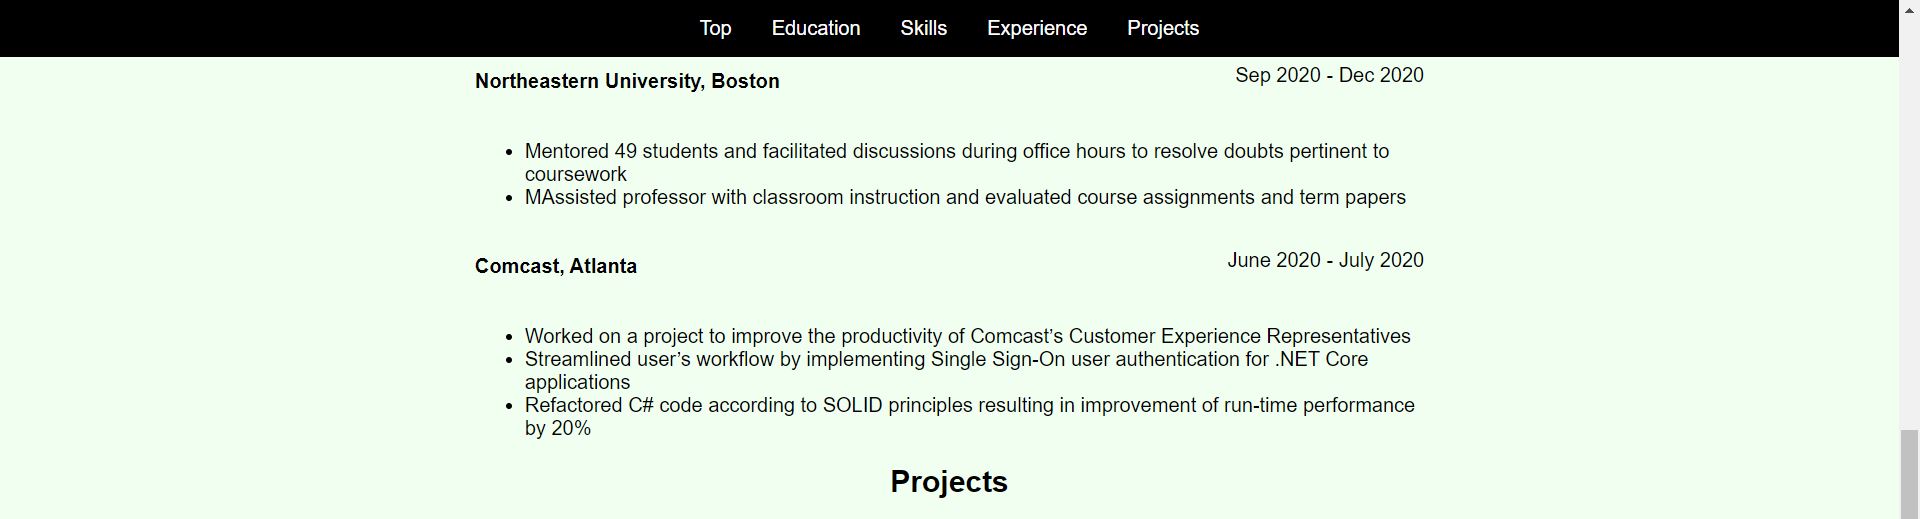 Top Education Skills Experience Projects
Northeastern University, Boston Sep 2020 - Dec 2020
Mentored 49 students and facilitated discussions during office hours to resolve doubts pertinent to
coursework
MAssisted professor with classroom instruction and evaluated course assignments and term papers
Comcast, Atlanta June 2020 - July 2020
Worked on a project to improve the productivity of Comcast’s Customer Experience Representatives
Streamlined user’s workflow by implementing Single Sign-On user authentication for .NET Core
applications
Refactored C# code according to SOLID principles resulting in improvement of run-time performance
by 20%
Projects